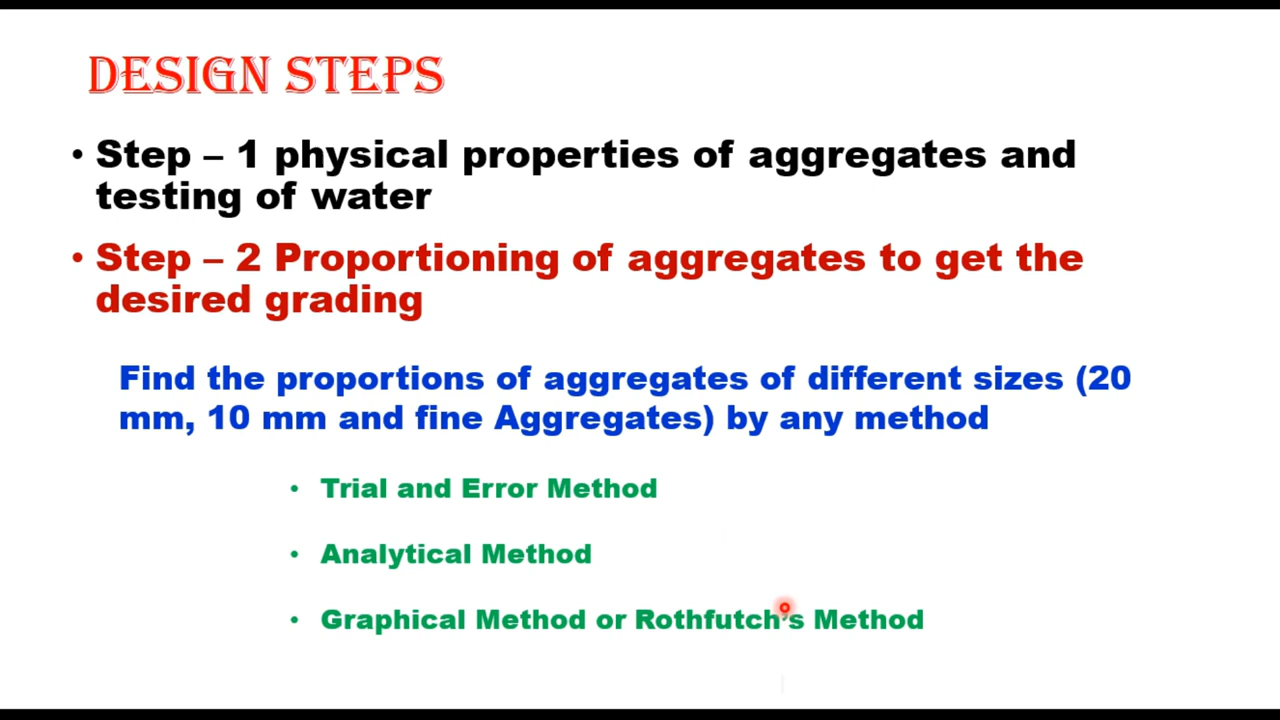 DESIGN STEPS
• Step – 1 physical properties of aggregates and
testing of water
• Step – 2 Proportioning of aggregates to get the
desired grading
Find the proportions of aggregates of different sizes (20
mm, 10 mm and fine Aggregates) by any method
• Trial and Error Method
• Analytical Method
• Graphical Method or Rothfutch's Method